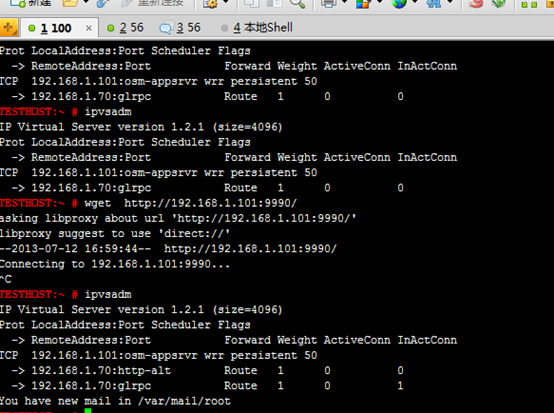 新建 重新连接
1 100 × 2 56 3 56 4 本地Shell
Prot LocalAddress:Port Scheduler Flags
-> RemoteAddress:Port Forward Weight ActiveConn InActConn
TCP 192.168.1.101:osm-appsrvr wrr persistent 50
-> 192.168.1.70:glrpc Route 1 0 0
TESTHOST:~ # ipvsadm
IP Virtual Server version 1.2.1 (size=4096)
Prot LocalAddress:Port Scheduler Flags
-> RemoteAddress:Port Forward Weight ActiveConn InActConn
TCP 192.168.1.101:osm-appsrvr wrr persistent 50
-> 192.168.1.70:glrpc Route 1 0 0
TESTHOST:~ # wget http://192.168.1.101:9990/
asking libproxy about url 'http://192.168.1.101:9990/'
libproxy suggest to use 'direct://'
--2013-07-12 16:59:44-- http://192.168.1.101:9990/
Connecting to 192.168.1.101:9990...
^C
TESTHOST:~ # ipvsadm
IP Virtual Server version 1.2.1 (size=4096)
Prot LocalAddress:Port Scheduler Flags
-> RemoteAddress:Port Forward Weight ActiveConn InActConn
TCP 192.168.1.101:osm-appsrvr wrr persistent 50
-> 192.168.1.70:http-alt Route 1 0 0
-> 192.168.1.70:glrpc Route 1 0 1
You have new mail in /var/mail/root